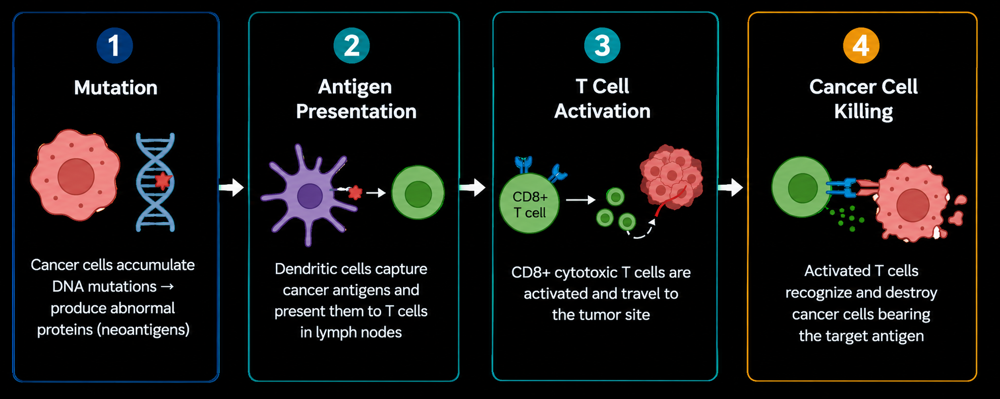 1
Mutation
Cancer cells accumulate
DNA mutations →
produce abnormal
proteins (neoantigens)
2
Antigen
Presentation
Dendritic cells capture
cancer antigens and
present them to T cells
in lymph nodes
3
T Cell
Activation
CD8+
T cell
CD8+ cytotoxic T cells are
activated and travel to
the tumor site
4
Cancer Cell
Killing
Activated T cells
recognize and destroy
cancer cells bearing
the target antigen